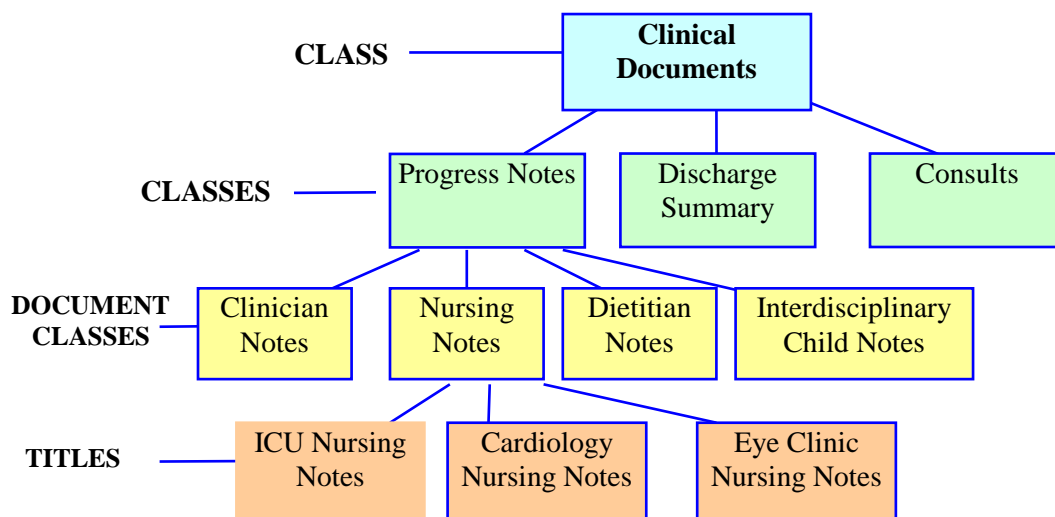 CLASS
Clinical
Documents
CLASSES
Progress Notes
Discharge
Summary
Consults
DOCUMENT
CLASSES
Clinician
Notes
Nursing
Notes
Dietitian
Notes
Interdisciplinary
Child Notes
TITLES
ICU Nursing
Notes
Cardiology
Nursing Notes
Eye Clinic
Nursing Notes